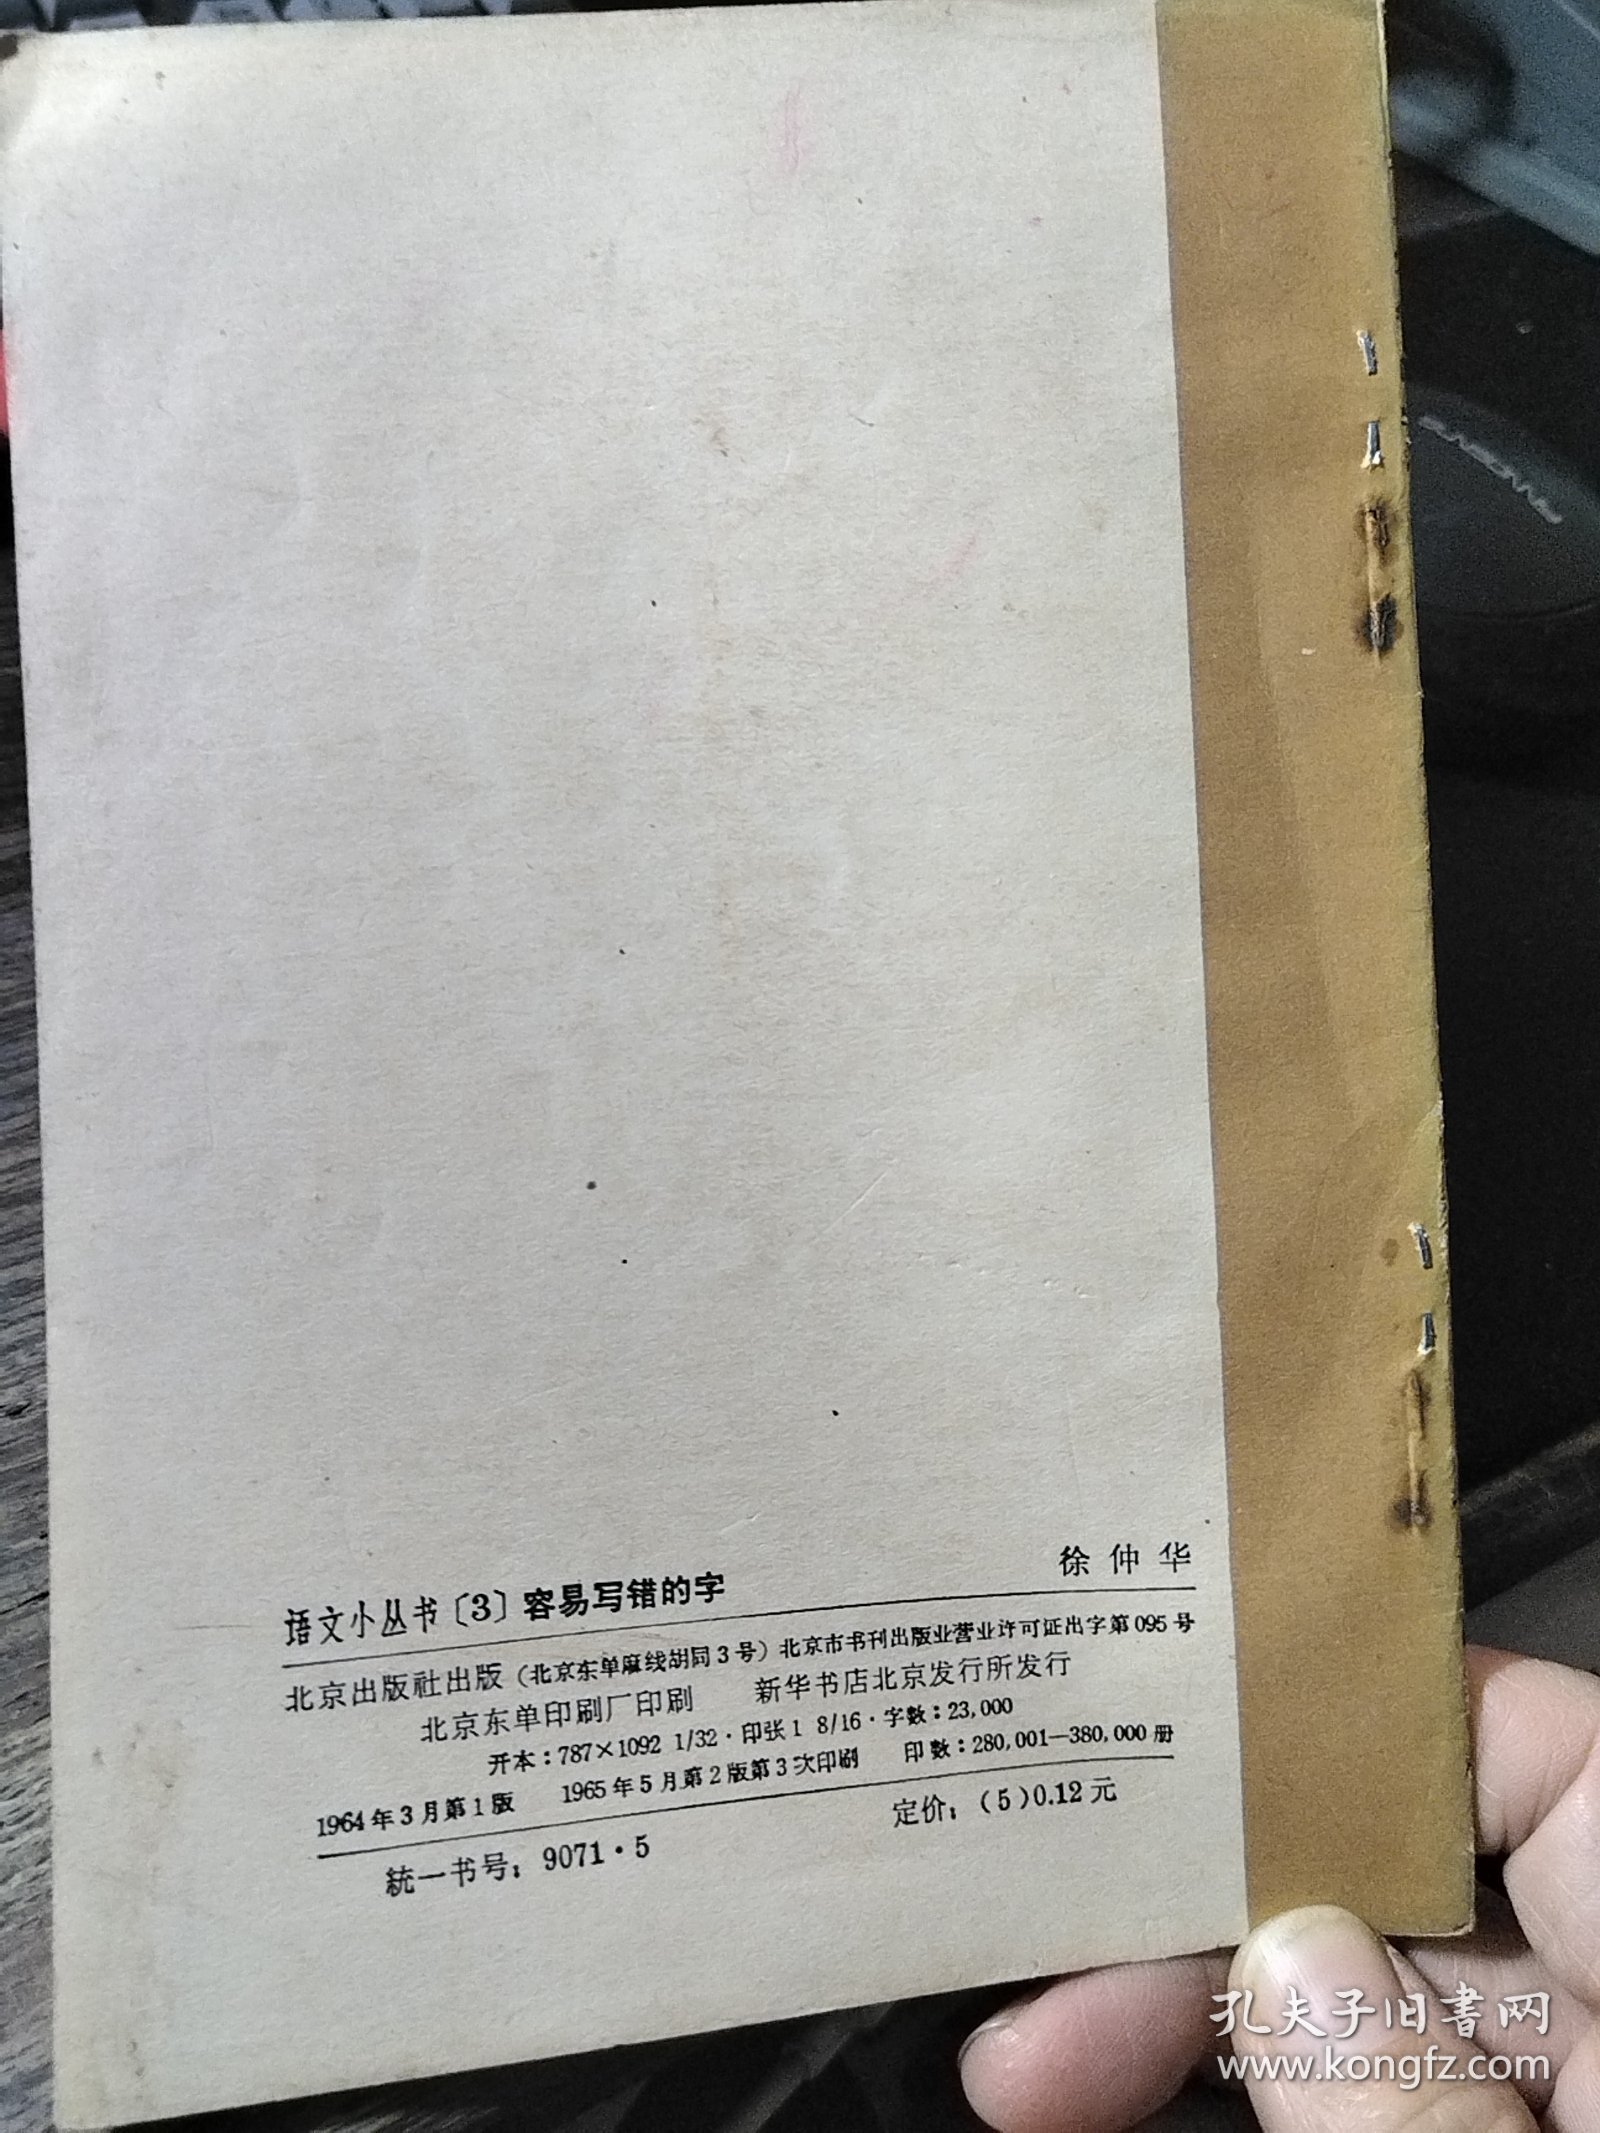 语文小丛书〔3〕容易写错的字 徐仲华
北京出版社出版（北京东单麻线胡同3号）北京市书刊出版业营业许可证出字第095号
北京东单印刷厂印刷 新华书店北京发行所发行
开本：787×1092 1/32·印张1 8/16·字数：23,000
1964年3月第1版 1965年5月第2版第3次印刷 印数：280,001—380,000册
統一书号：9071·5 定价：（5）0.12元
孔夫子旧書网
www.kongfz.com